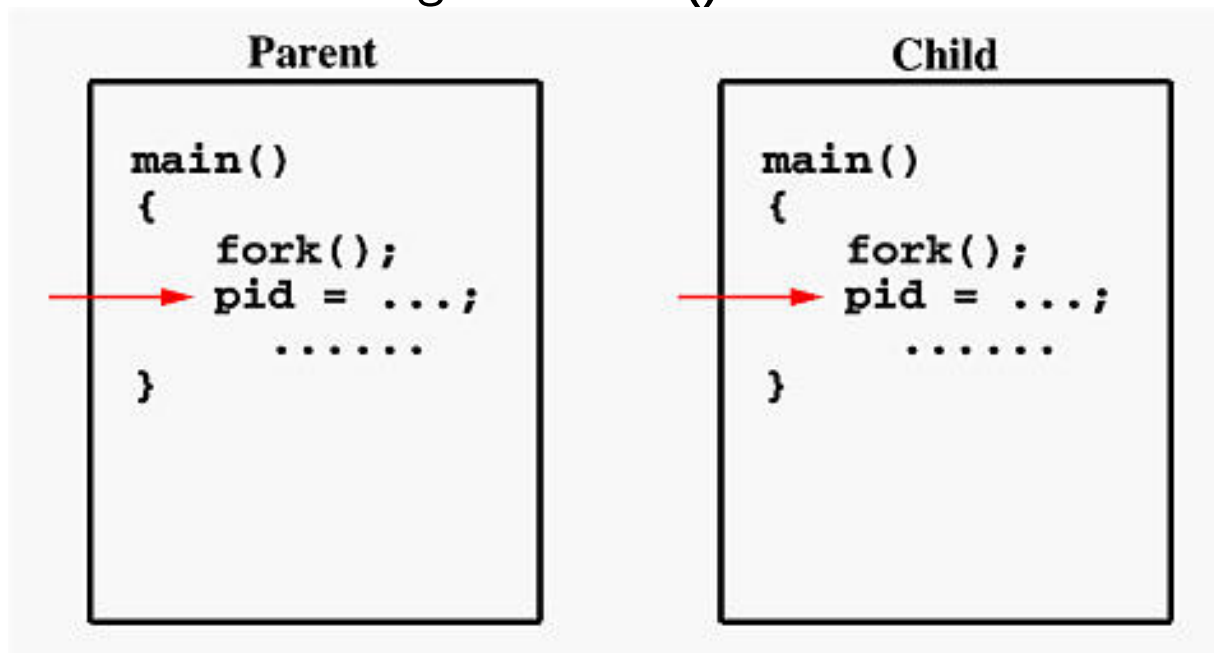 Parent
main()
{
fork();
pid = ...;
......
}
Child
main()
{
fork();
pid = ...;
......
}